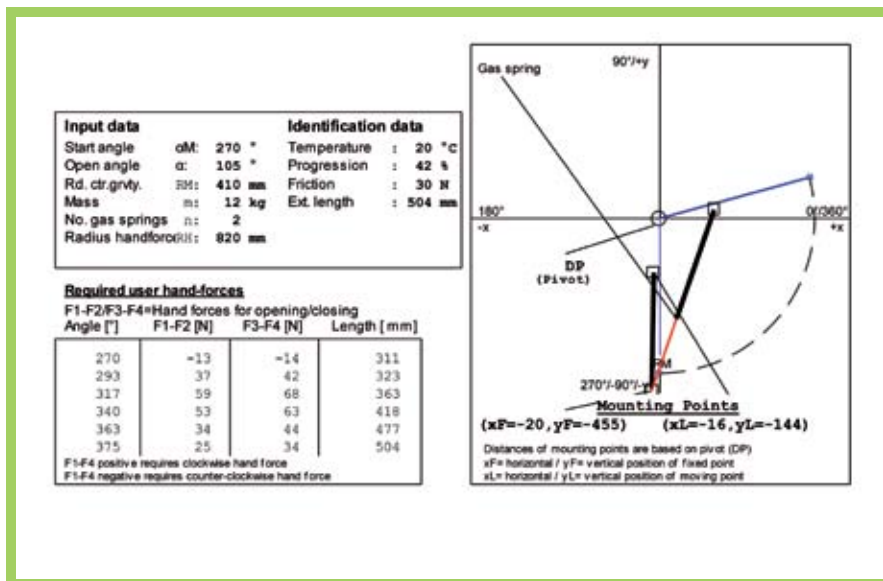 Input data
Identification data
Start angle αM: 270 °
Temperature : 20 °C
Open angle α: 105 °
Progression : 42 %
Rd. ctr.grvty. RM: 410 mm
Friction : 30 N
Mass m: 12 kg
Ext. length : 504 mm
No. gas springs n: 2
Radius handforce RH: 820 mm
Required user hand-forces
F1-F2/F3-F4=Hand forces for opening/closing
Angle [°] F1-F2 [N] F3-F4 [N] Length [mm]
270 -13 -14 311
293 37 42 323
317 59 68 363
340 53 63 418
363 34 44 477
375 25 34 504
F1-F4 positive requires clockwise hand force
F1-F4 negative requires counter-clockwise hand force
90°/+y
Gas spring
180°
-x
0°/360°
+x
DP
(Pivot)
RM
270°/-90°/-y
Mounting Points
(xF=-20,yF=-455) (xL=-16,yL=-144)
Distances of mounting points are based on pivot (DP)
xF= horizontal / yF= vertical position of fixed point
xL= horizontal / yL= vertical position of moving point